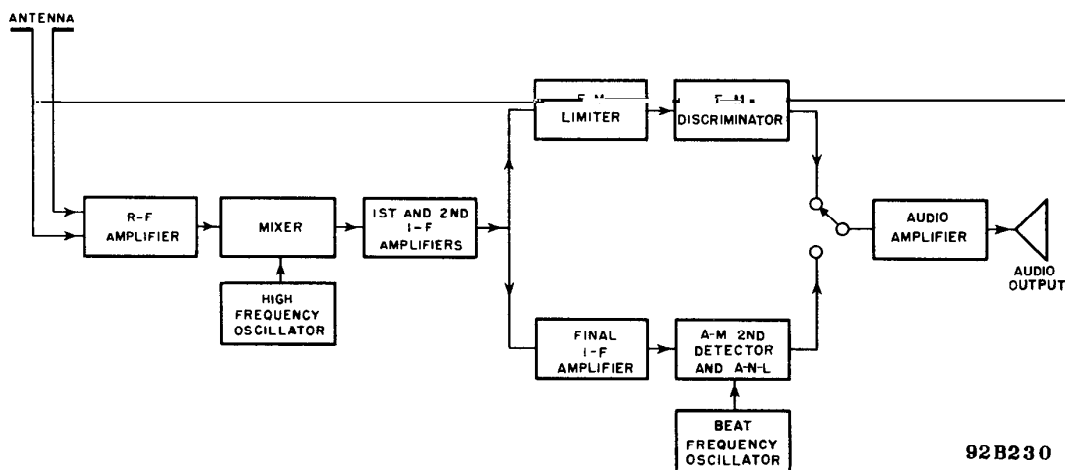 ANTENNA
F-M
LIMITER
F-M
DISCRIMINATOR
R-F
AMPLIFIER
MIXER
1ST AND 2ND
I-F
AMPLIFIERS
AUDIO
AMPLIFIER
AUDIO
OUTPUT
HIGH
FREQUENCY
OSCILLATOR
FINAL
I-F
AMPLIFIER
A-M 2ND
DETECTOR
AND A-N-L
BEAT
FREQUENCY
OSCILLATOR
92B230